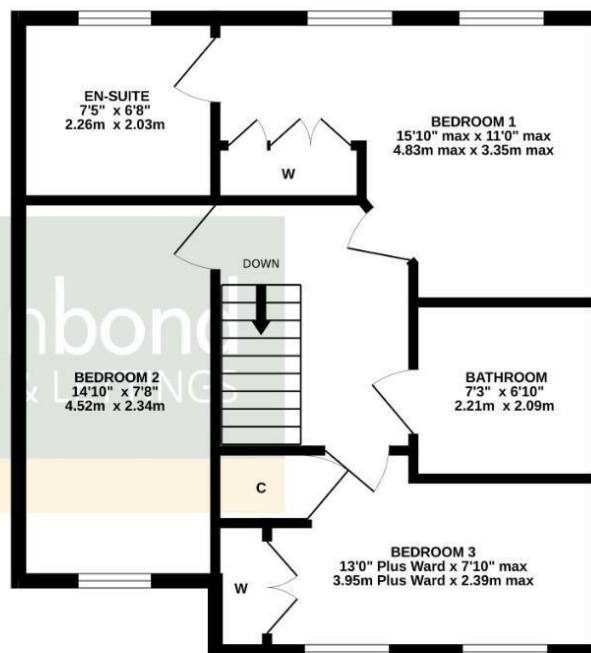 EN-SUITE
7'5" x 6'8"
2.26m x 2.03m
BEDROOM 1
15'10" max x 11'0" max
4.83m max x 3.35m max
W
DOWN
nbond
& L
INGS
BEDROOM 2
14'10" x 7'8"
4.52m x 2.34m
BATHROOM
7'3" x 6'10"
2.21m x 2.09m
C
BEDROOM 3
13'0" Plus Ward x 7'10" max
3.95m Plus Ward x 2.39m max
W